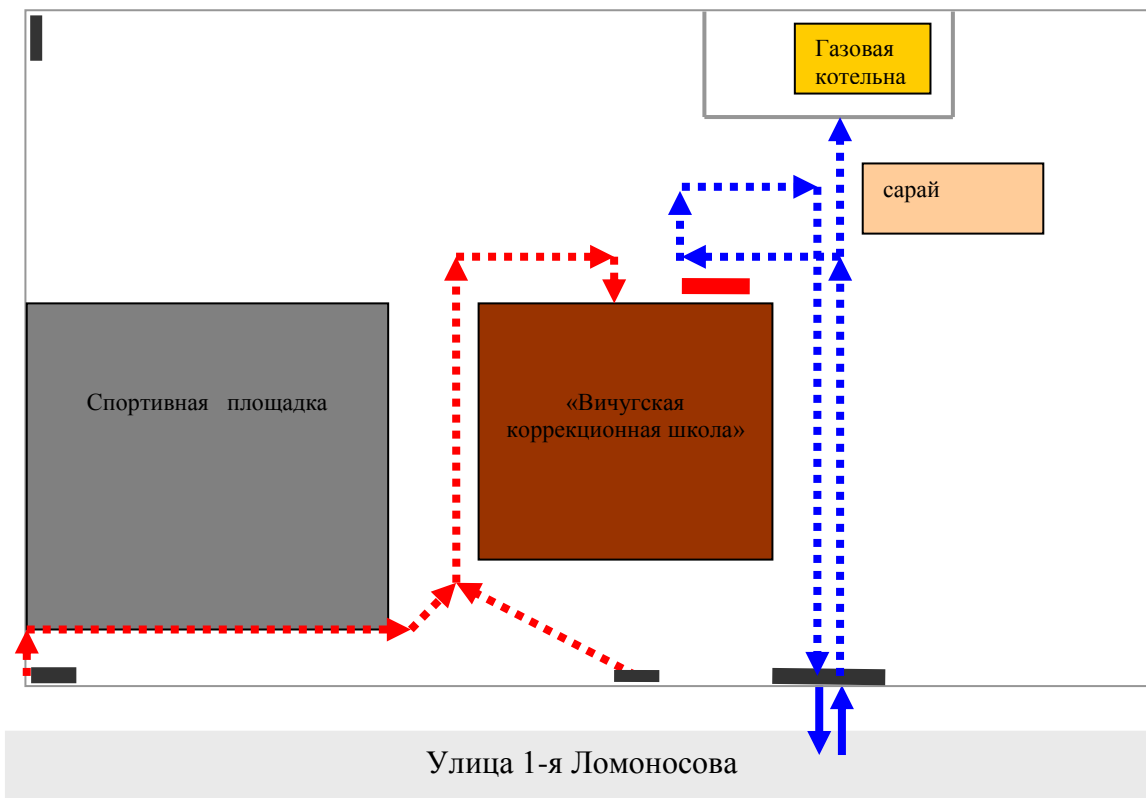 Газовая
котельна
сарай
Спортивная площадка
«Вичугская
коррекционная школа»
Улица 1-я Ломоносова